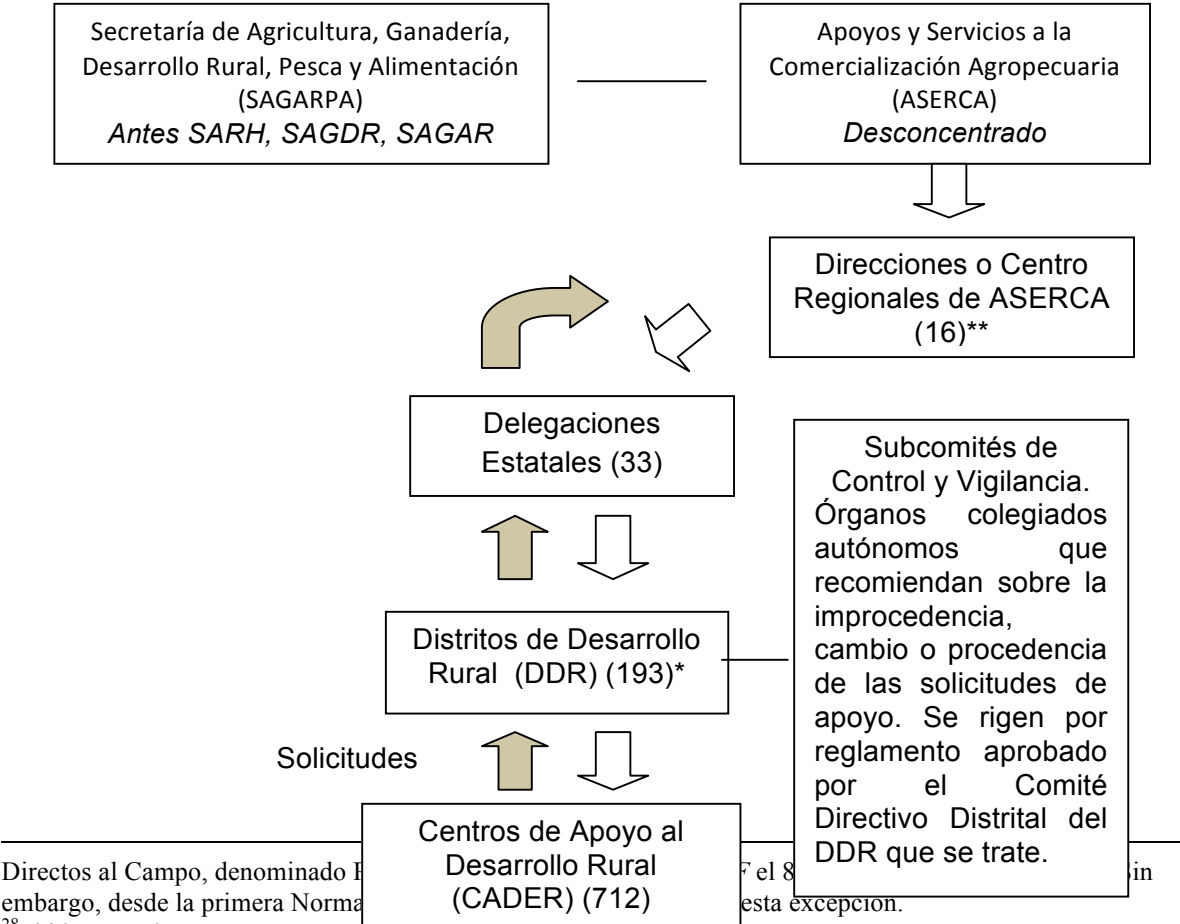 Secretaría de Agricultura, Ganadería,
Desarrollo Rural, Pesca y Alimentación
(SAGARPA)
Antes SARH, SAGDR, SAGAR
Apoyos y Servicios a la
Comercialización Agropecuaria
(ASERCA)
Desconcentrado
Direcciones o Centro
Regionales de ASERCA
(16)**
Delegaciones
Estatales (33)
Subcomités de
Control y Vigilancia.
Órganos colegiados
autónomos que
recomiendan sobre la
improcedencia,
cambio o procedencia
de las solicitudes de
apoyo. Se rigen por
reglamento aprobado
por el Comité
Directivo Distrital del
DDR que se trate.
Distritos de Desarrollo
Rural (DDR) (193)*
Solicitudes
Centros de Apoyo al
Desarrollo Rural
(CADER) (712)
Directos al Campo, denominado el 8
embargo, desde la primera Norma esta excepción.